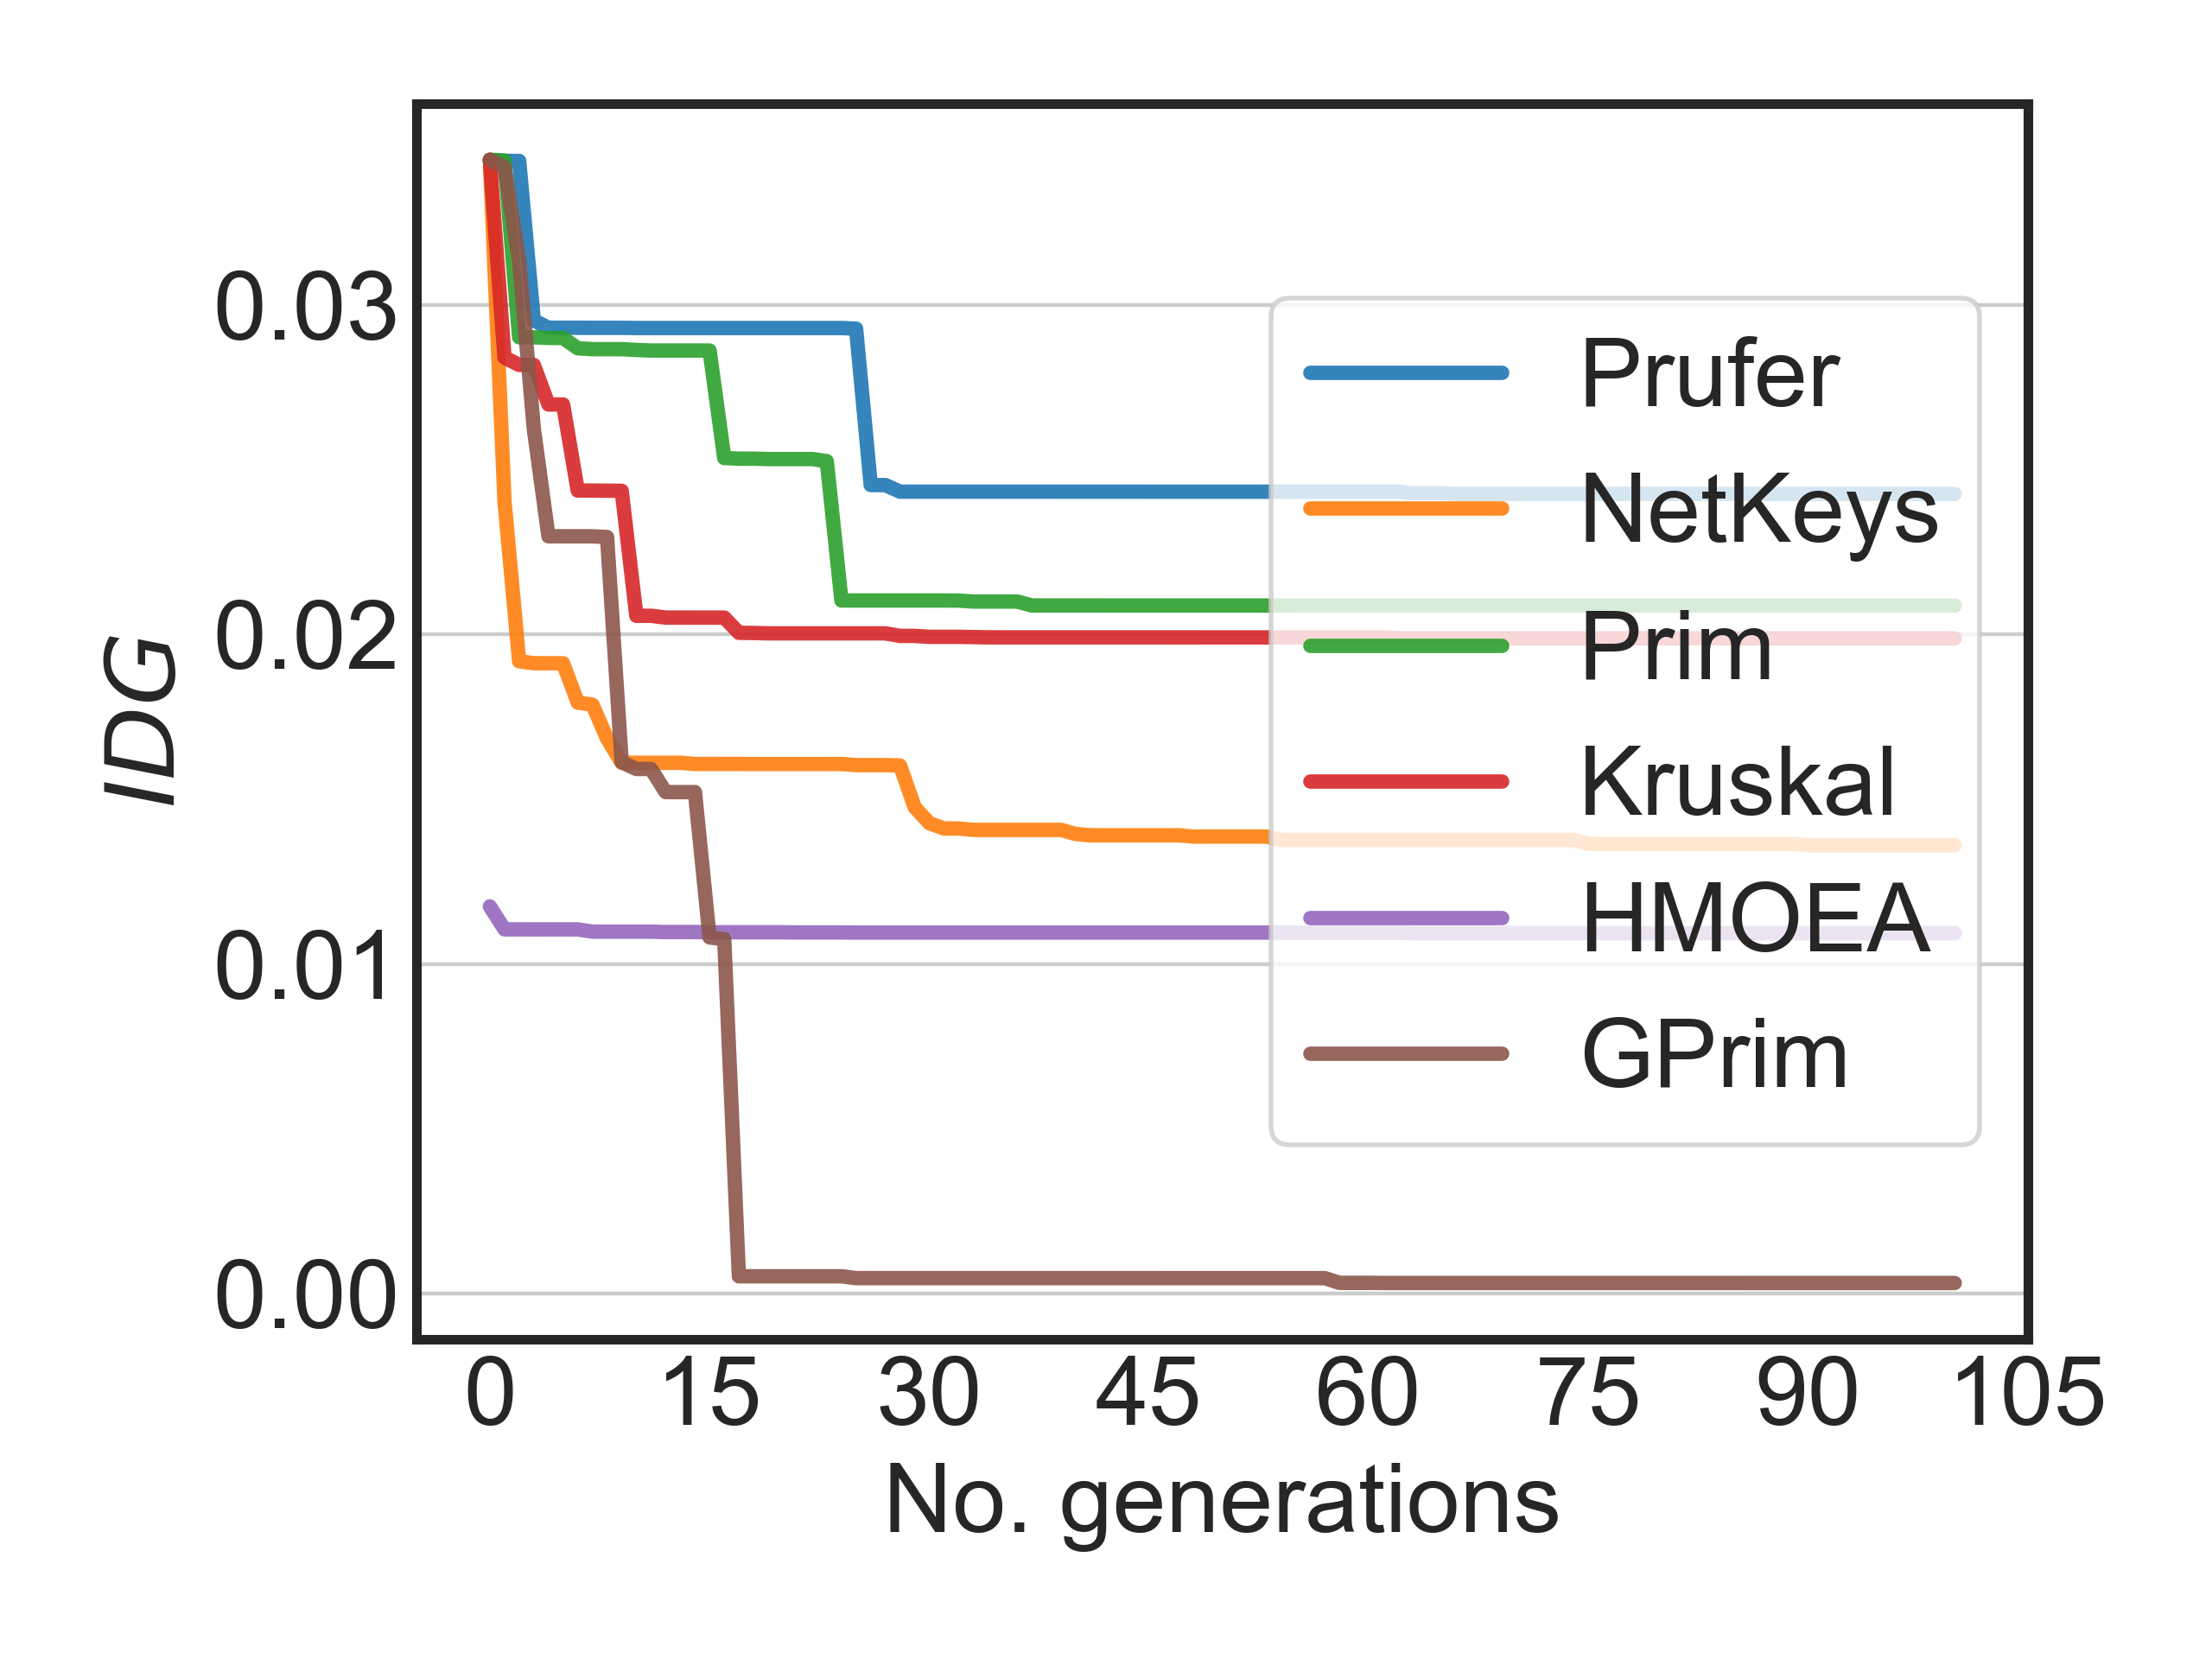 0.03
0.02
0.01
0.00
IDG
Prufer
NetKeys
Prim
Kruskal
HMOEA
GPrim
0 15 30 45 60 75 90 105
No. generations